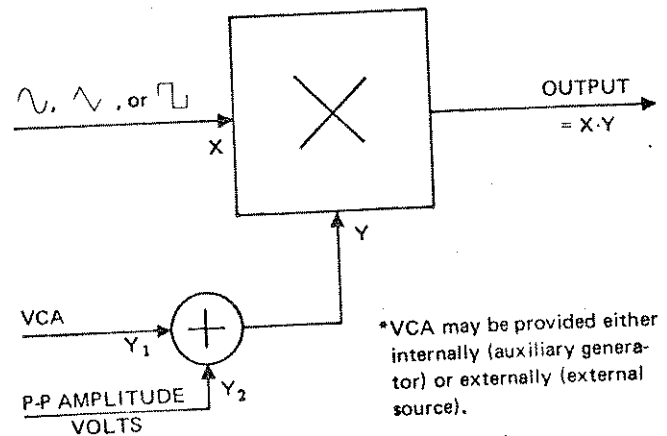 OUTPUT
, , or
X
= X·Y
Y
VCA
Y₁
P-P AMPLITUDE
VOLTS
Y₂
*VCA may be provided either
internally (auxiliary genera-
tor) or externally (external
source).